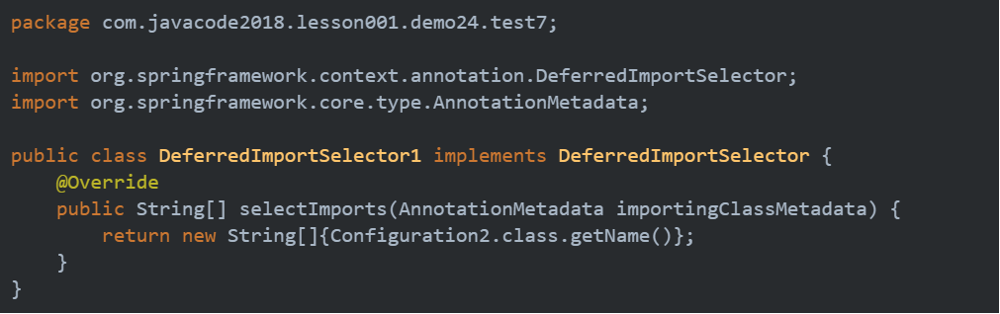 package com.javacode2018.lesson001.demo24.test7;
import org.springframework.context.annotation.DeferredImportSelector;
import org.springframework.core.type.AnnotationMetadata;
public class DeferredImportSelector1 implements DeferredImportSelector {
    @Override
    public String[] selectImports(AnnotationMetadata importingClassMetadata) {
        return new String[]{Configuration2.class.getName()};
    }
}